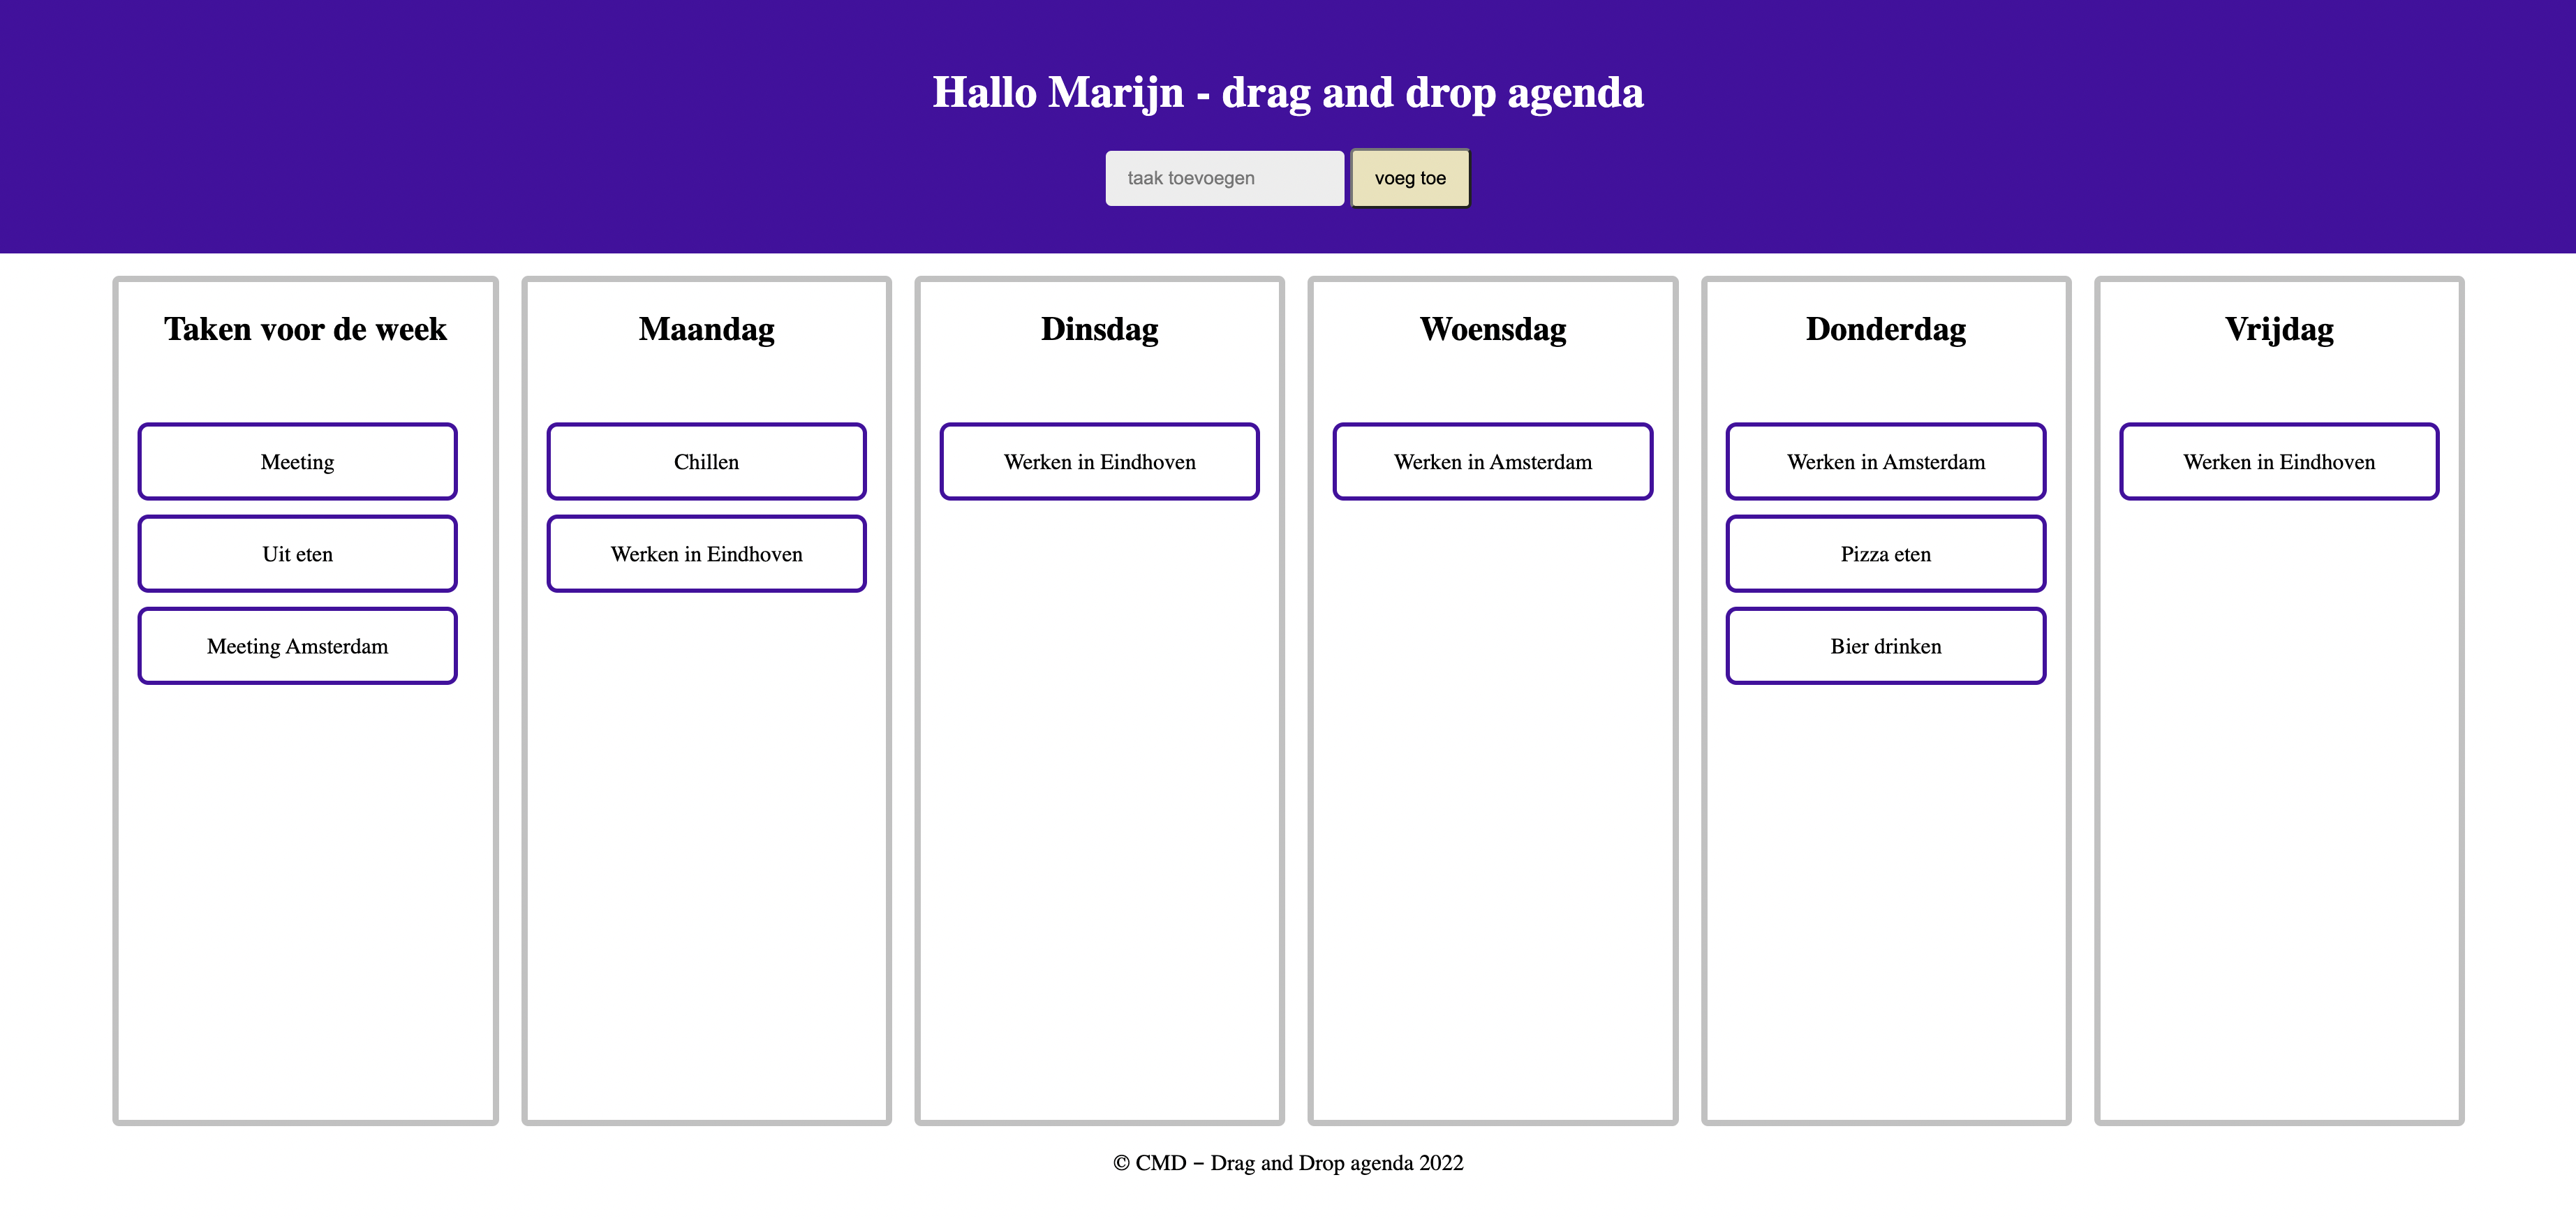 Hallo Marijn - drag and drop agenda
taak toevoegen
voeg toe
Taken voor de week
Meeting
Uit eten
Meeting Amsterdam
Maandag
Chillen
Werken in Eindhoven
Dinsdag
Werken in Eindhoven
Woensdag
Werken in Amsterdam
Donderdag
Werken in Amsterdam
Pizza eten
Bier drinken
Vrijdag
Werken in Eindhoven
© CMD – Drag and Drop agenda 2022